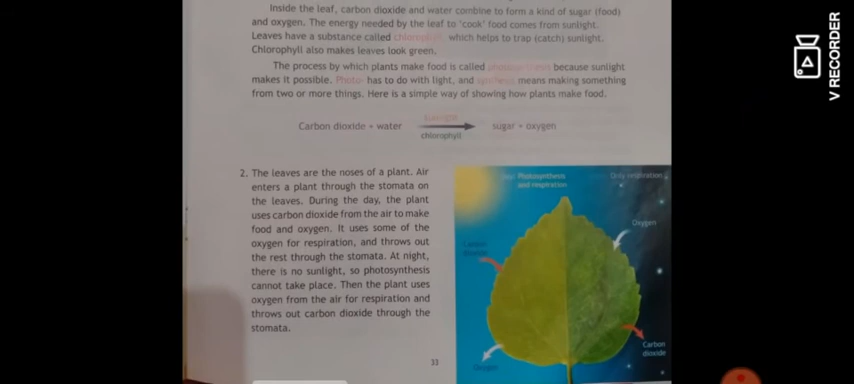 Inside the leaf, carbon dioxide and water combine to form a kind of sugar (food)
and oxygen. The energy needed by the leaf to 'cook' food comes from sunlight.
Leaves have a substance called chlorophyll which helps to trap (catch) sunlight.
Chlorophyll also makes leaves look green.
The process by which plants make food is called photosynthesis because sunlight
makes it possible. Photo- has to do with light, and synthesis means making something
from two or more things. Here is a simple way of showing how plants make food.
sunlight
Carbon dioxide + water sugar + oxygen
chlorophyll
2. The leaves are the noses of a plant. Air
enters a plant through the stomata on
the leaves. During the day, the plant
uses carbon dioxide from the air to make
food and oxygen. It uses some of the
oxygen for respiration, and throws out
the rest through the stomata. At night,
there is no sunlight, so photosynthesis
cannot take place. Then the plant uses
oxygen from the air for respiration and
throws out carbon dioxide through the
stomata.
Photosynthesis
and respiration
Only respiration
Oxygen
Carbon
dioxide
Carbon
dioxide
Oxygen
33
V RECORDER